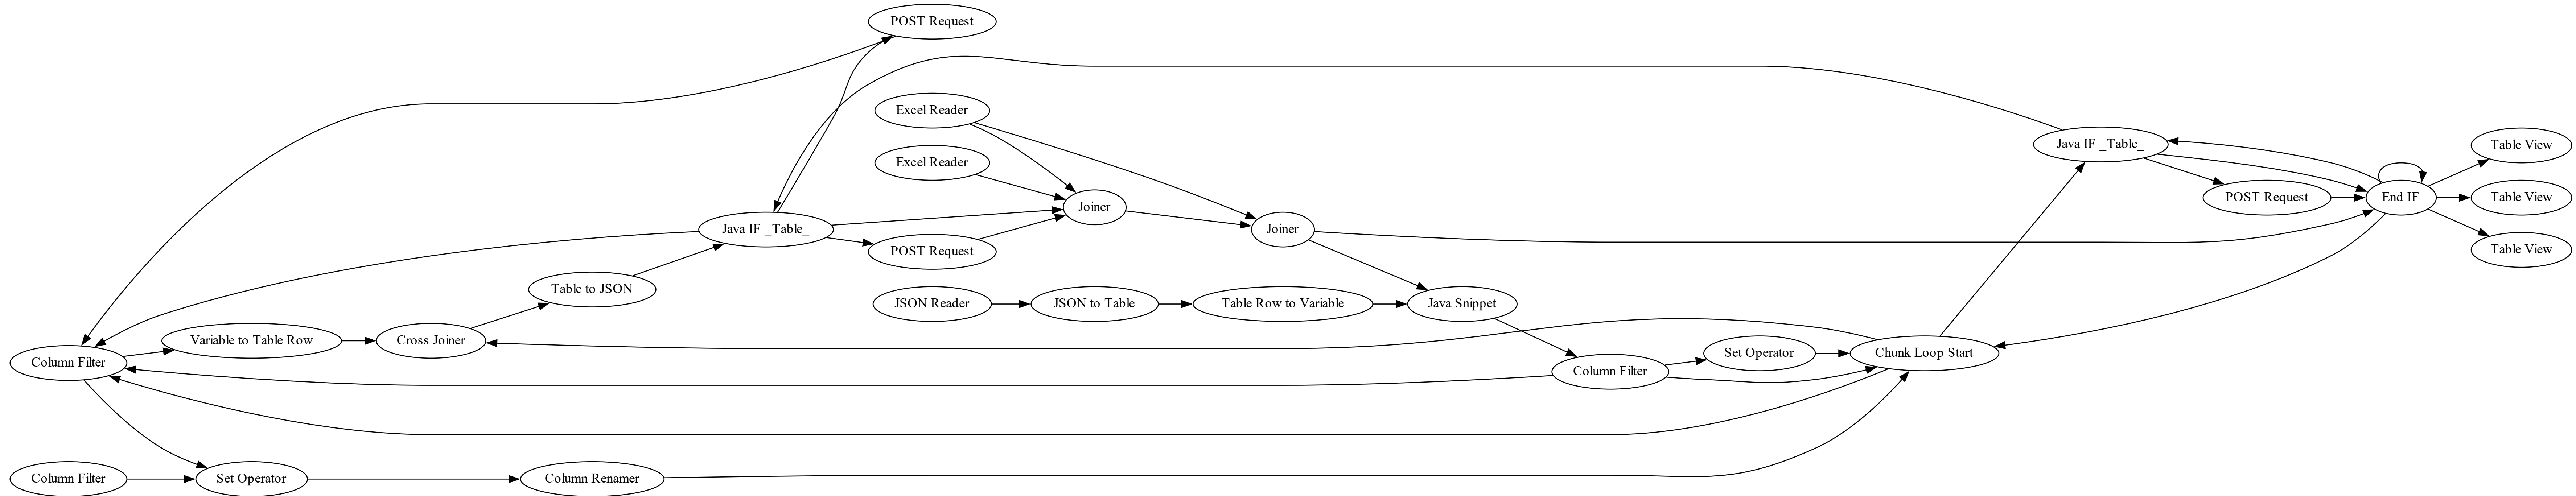 POST Request
Excel Reader
Java IF _Table_
Table View
Excel Reader
POST Request
End IF
Table View
Joiner
Java IF _Table_
Joiner
POST Request
Table View
Table to JSON
JSON Reader
JSON to Table
Table Row to Variable
Java Snippet
Variable to Table Row
Cross Joiner
Set Operator
Chunk Loop Start
Column Filter
Column Filter
Column Filter
Set Operator
Column Renamer